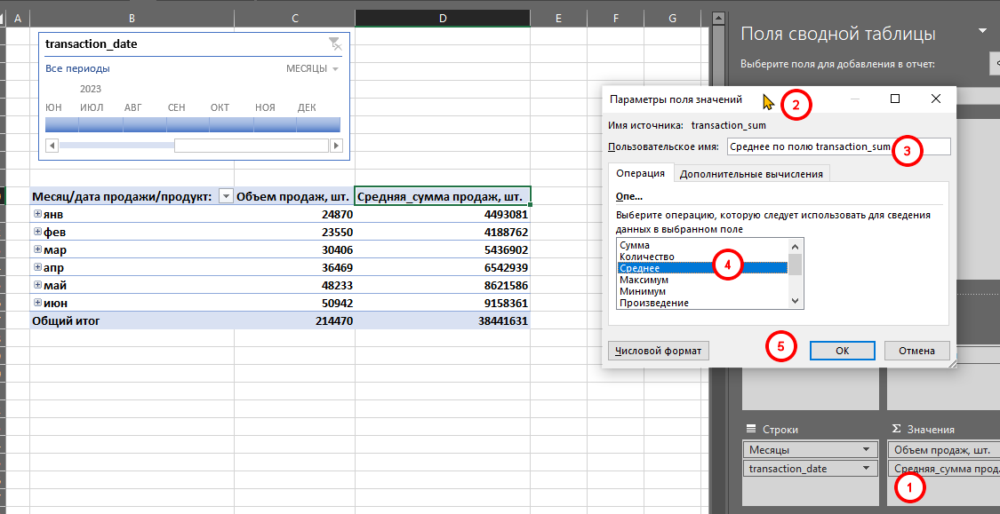 A B C D E F G
transaction_date
Все периоды МЕСЯЦЫ
2023
ЮН ИЮЛ АВГ СЕН ОКТ НОЯ ДЕК
Месяц/дата продажи/продукт: Объем продаж, шт. Средняя_сумма продаж, шт.
янв 24870 4493081
фев 23550 4188762
мар 30406 5436902
апр 36469 6542939
май 48233 8621586
июн 50942 9158361
Общий итог 214470 38441631
Поля сводной таблицы
Выберите поля для добавления в отчет:
Параметры поля значений 2
Имя источника: transaction_sum
Пользовательское имя: Среднее по полю transaction_sum 3
Операция Дополнительные вычисления
Опе...
Выберите операцию, которую следует использовать для сведения
данных в выбранном поле
Сумма
Количество
Среднее 4
Максимум
Минимум
Произведение
Числовой формат 5 ОК Отмена
Строки Σ Значения
Месяцы Объем продаж, шт.
transaction_date Средняя_сумма прод.
1